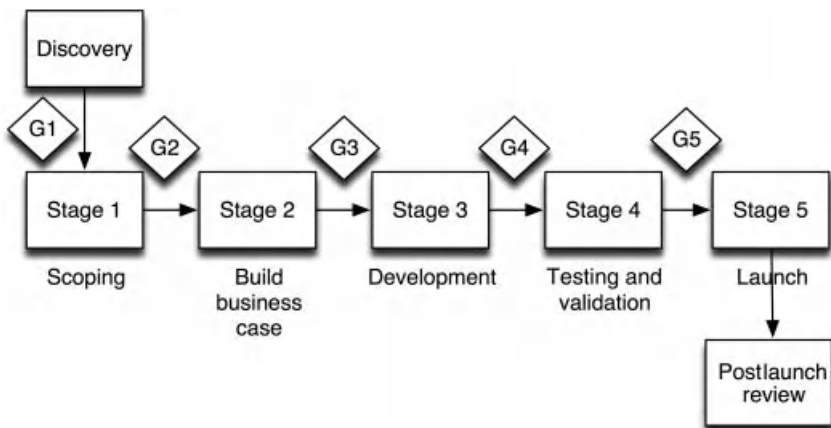 Discovery
G1
G2
G3
G4
G5
Stage 1
Stage 2
Stage 3
Stage 4
Stage 5
Scoping
Build
business
case
Development
Testing and
validation
Launch
Postlaunch
review